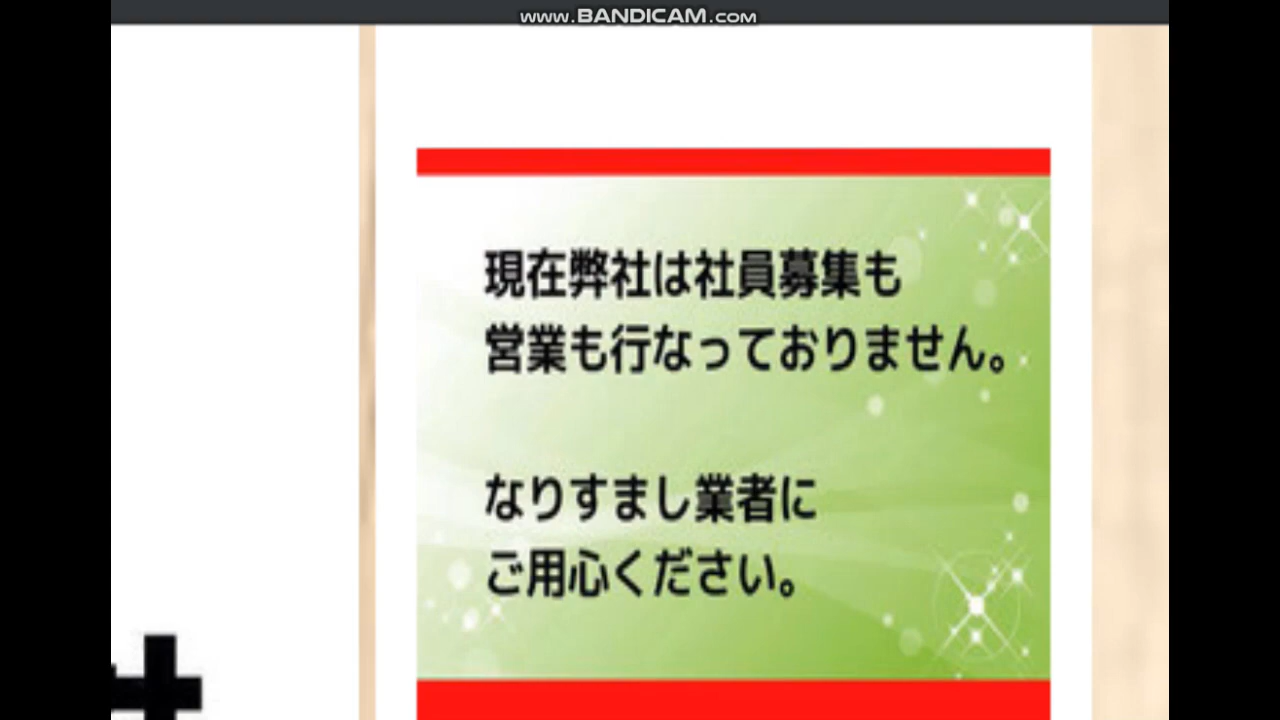 www.BANDICAM.com
現在弊社は社員募集も
営業も行なっておりません。
なりすまし業者に
ご用心ください。